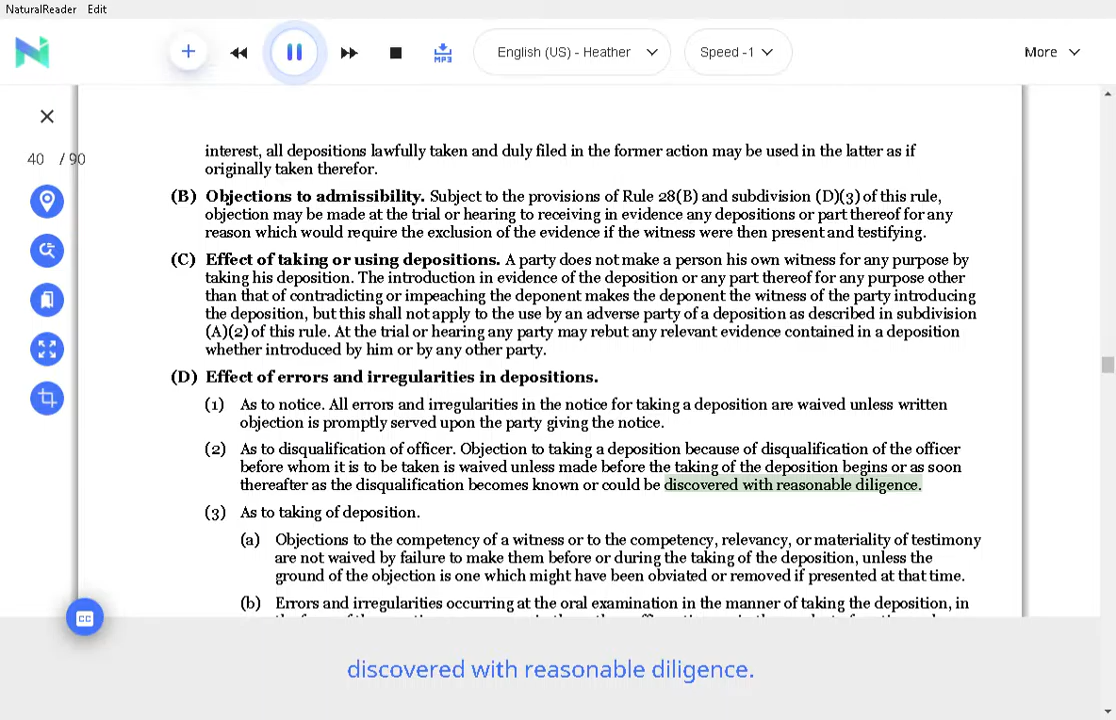 NaturalReader Edit
English (US) - Heather
Speed -1
More
MP3
40 / 90
interest, all depositions lawfully taken and duly filed in the former action may be used in the latter as if
originally taken therefor.
(B) Objections to admissibility. Subject to the provisions of Rule 28(B) and subdivision (D)(3) of this rule,
objection may be made at the trial or hearing to receiving in evidence any depositions or part thereof for any
reason which would require the exclusion of the evidence if the witness were then present and testifying.
(C) Effect of taking or using depositions. A party does not make a person his own witness for any purpose by
taking his deposition. The introduction in evidence of the deposition or any part thereof for any purpose other
than that of contradicting or impeaching the deponent makes the deponent the witness of the party introducing
the deposition, but this shall not apply to the use by an adverse party of a deposition as described in subdivision
(A)(2) of this rule. At the trial or hearing any party may rebut any relevant evidence contained in a deposition
whether introduced by him or by any other party.
(D) Effect of errors and irregularities in depositions.
(1) As to notice. All errors and irregularities in the notice for taking a deposition are waived unless written
objection is promptly served upon the party giving the notice.
(2) As to disqualification of officer. Objection to taking a deposition because of disqualification of the officer
before whom it is to be taken is waived unless made before the taking of the deposition begins or as soon
thereafter as the disqualification becomes known or could be discovered with reasonable diligence.
(3) As to taking of deposition.
(a) Objections to the competency of a witness or to the competency, relevancy, or materiality of testimony
are not waived by failure to make them before or during the taking of the deposition, unless the
ground of the objection is one which might have been obviated or removed if presented at that time.
(b) Errors and irregularities occurring at the oral examination in the manner of taking the deposition, in
CC
discovered with reasonable diligence.